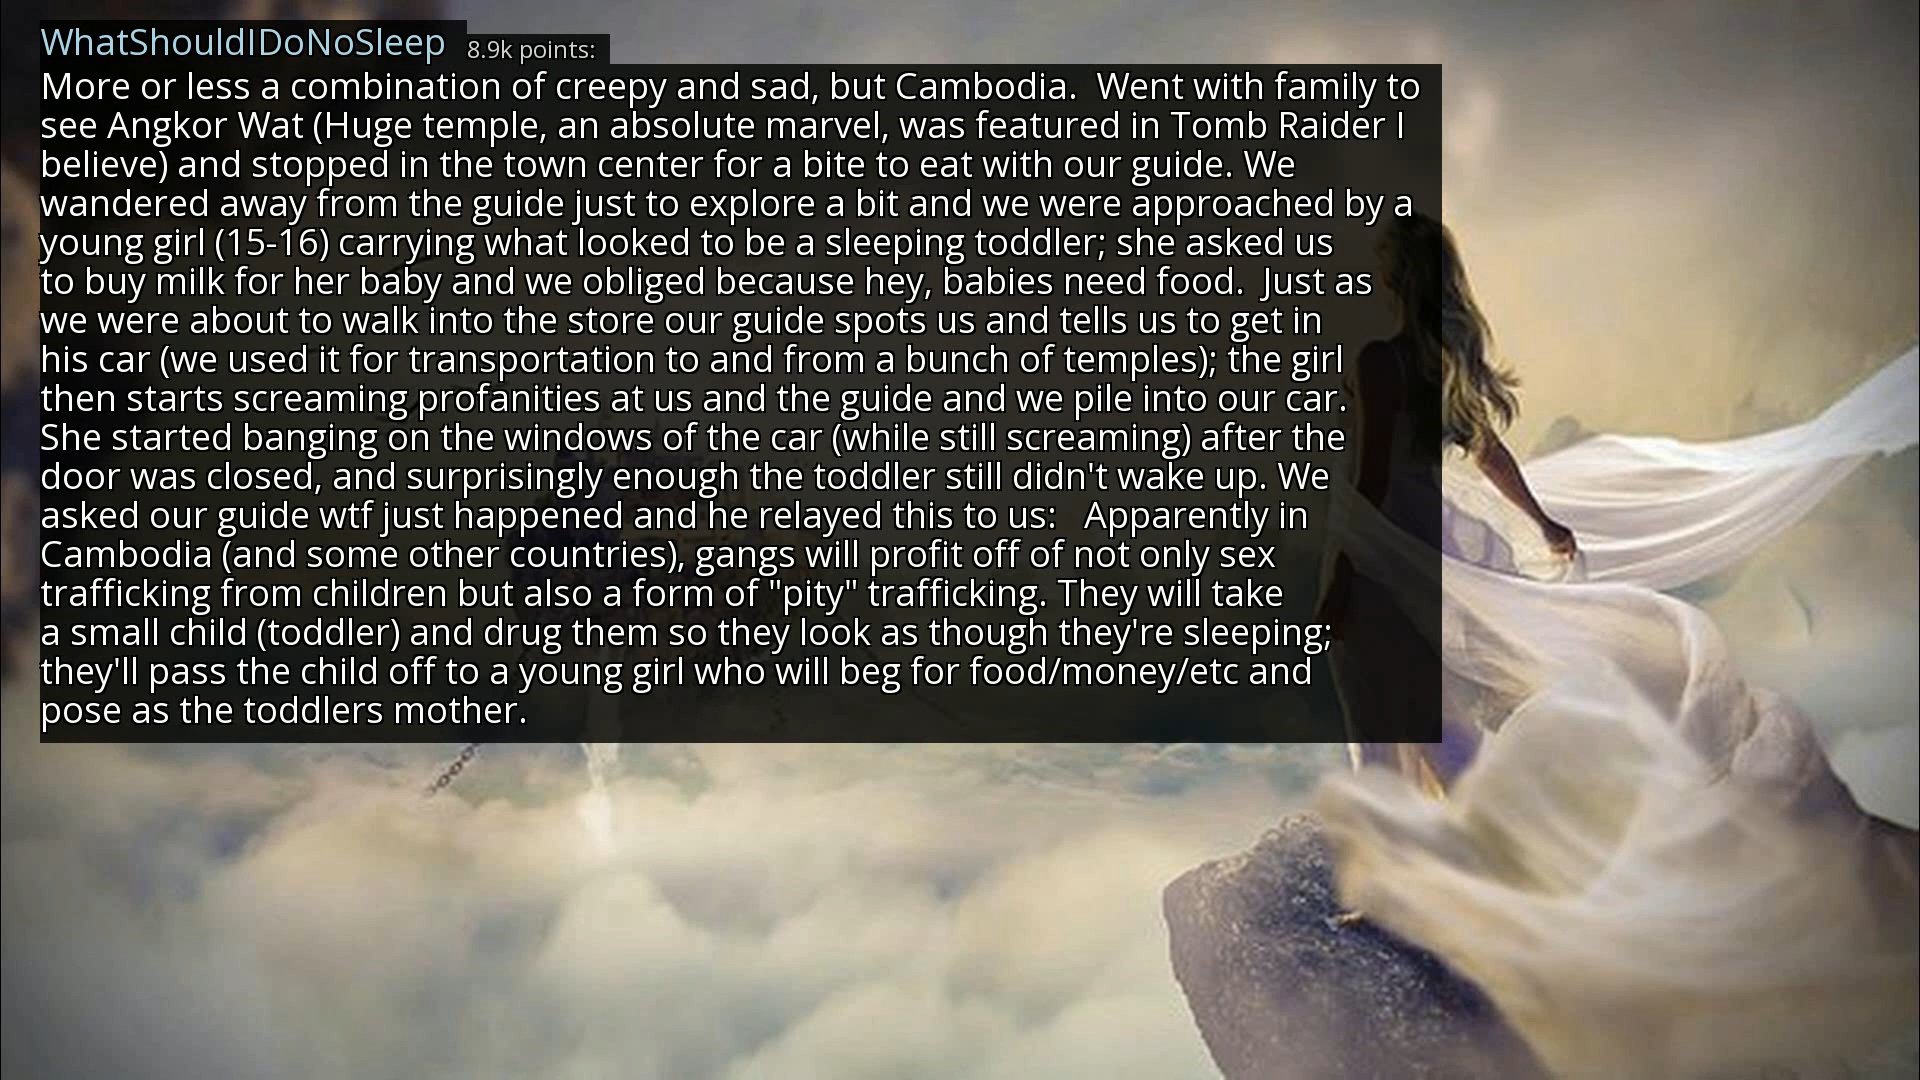 WhatShouldIDoNoSleep 8.9k points:
More or less a combination of creepy and sad, but Cambodia.  Went with family to
see Angkor Wat (Huge temple, an absolute marvel, was featured in Tomb Raider I
believe) and stopped in the town center for a bite to eat with our guide. We
wandered away from the guide just to explore a bit and we were approached by a
young girl (15-16) carrying what looked to be a sleeping toddler; she asked us
to buy milk for her baby and we obliged because hey, babies need food.  Just as
we were about to walk into the store our guide spots us and tells us to get in
his car (we used it for transportation to and from a bunch of temples); the girl
then starts screaming profanities at us and the guide and we pile into our car.
She started banging on the windows of the car (while still screaming) after the
door was closed, and surprisingly enough the toddler still didn't wake up. We
asked our guide wtf just happened and he relayed this to us:   Apparently in
Cambodia (and some other countries), gangs will profit off of not only sex
trafficking from children but also a form of "pity" trafficking. They will take
a small child (toddler) and drug them so they look as though they're sleeping;
they'll pass the child off to a young girl who will beg for food/money/etc and
pose as the toddlers mother.